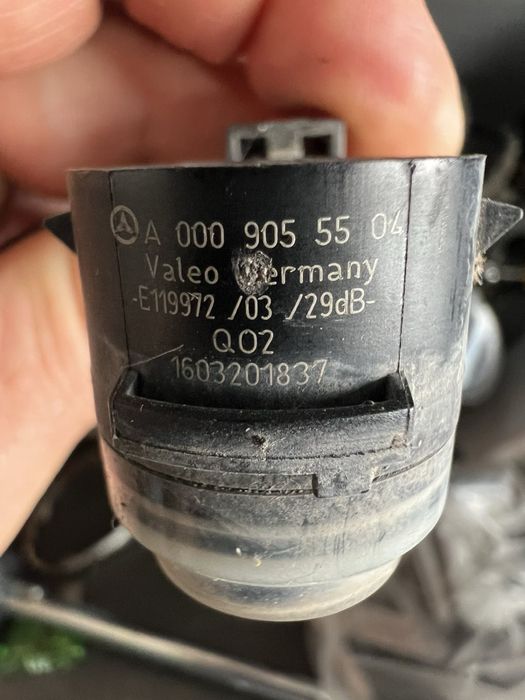 A 000 905 55 04
Valeo Germany
-E119972 /03 /29dB-
Q02
1603201837